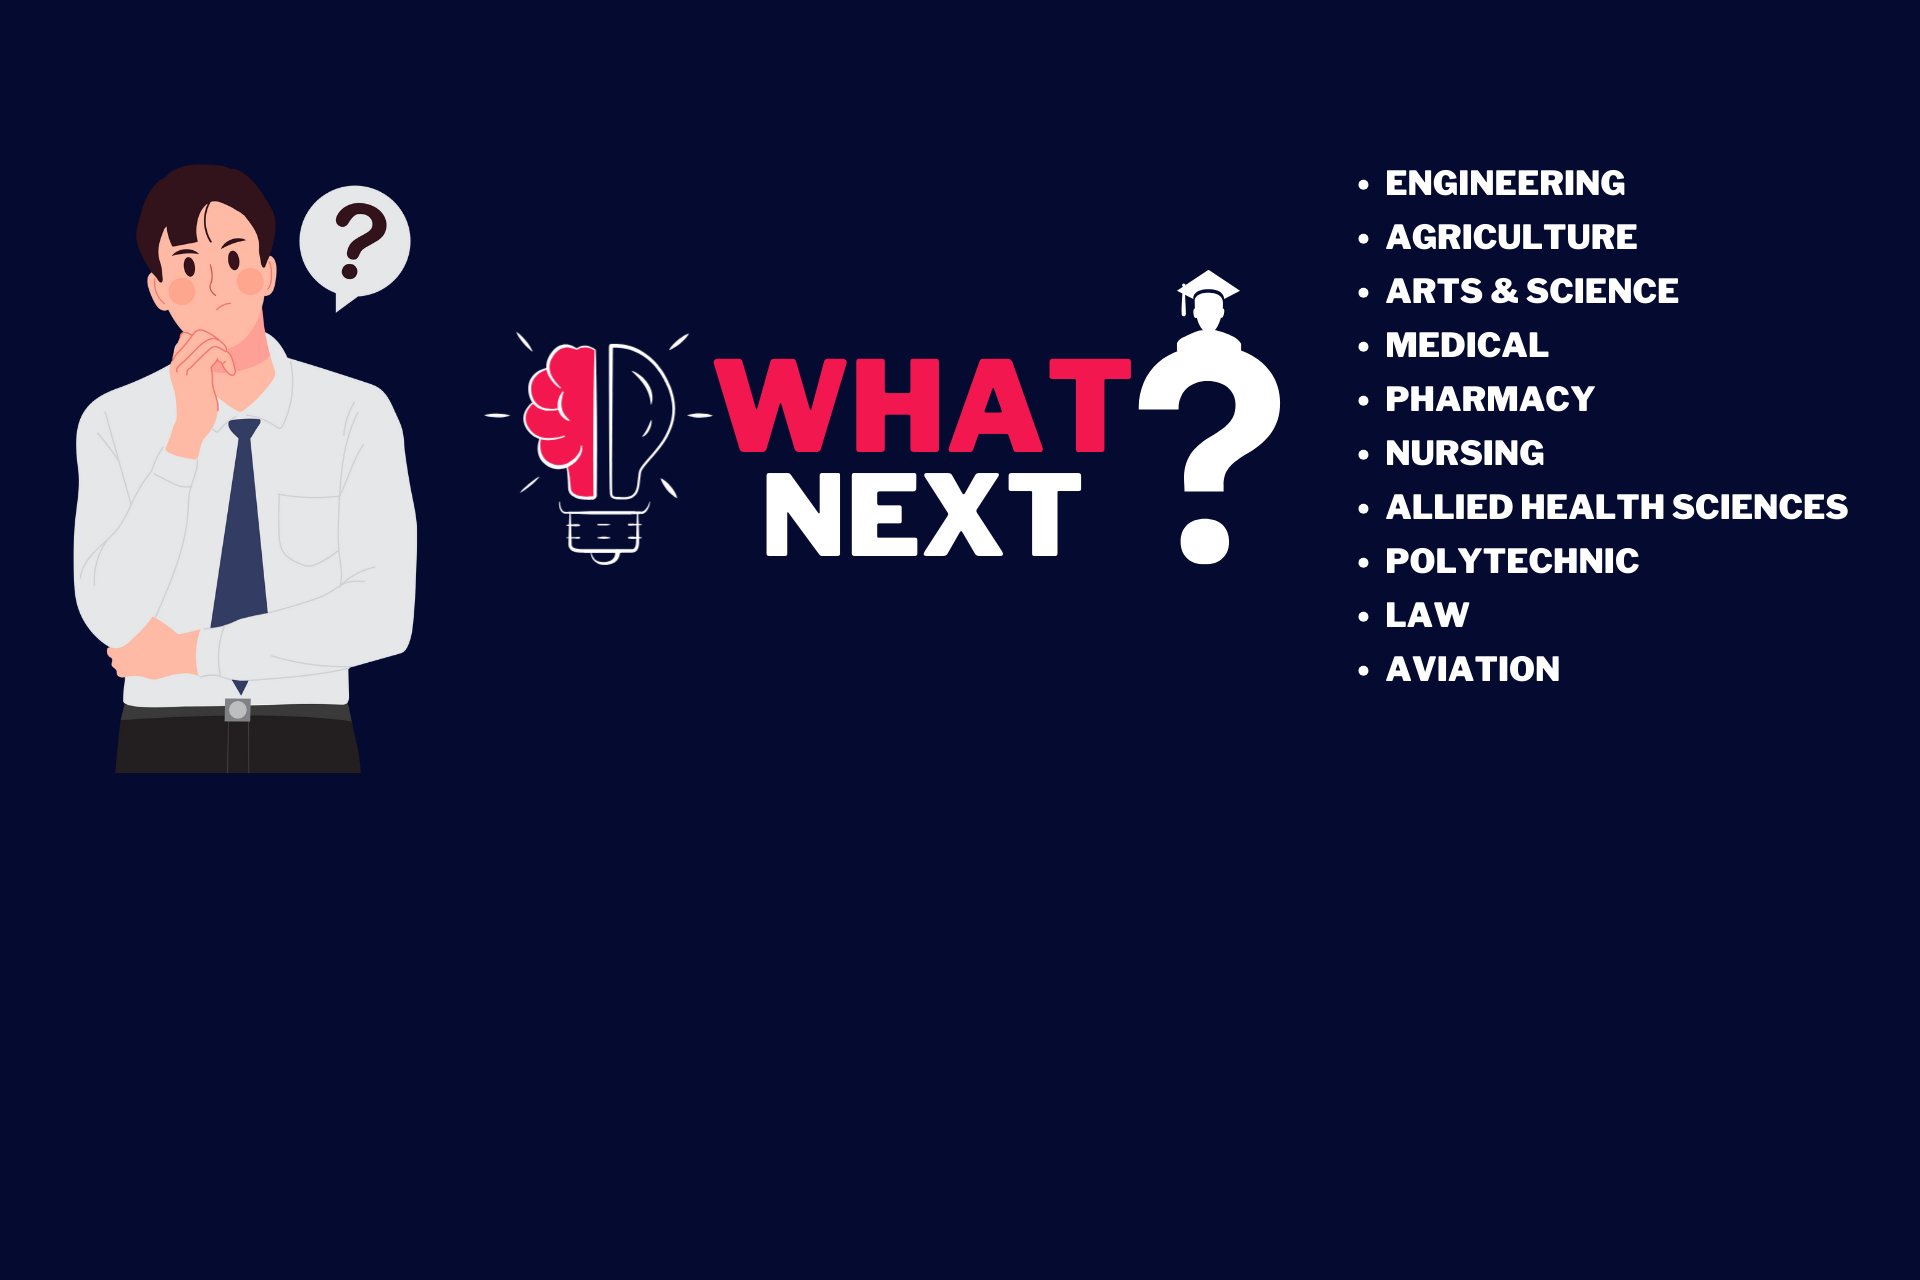 ?
WHAT
NEXT
?
• ENGINEERING
• AGRICULTURE
• ARTS & SCIENCE
• MEDICAL
• PHARMACY
• NURSING
• ALLIED HEALTH SCIENCES
• POLYTECHNIC
• LAW
• AVIATION